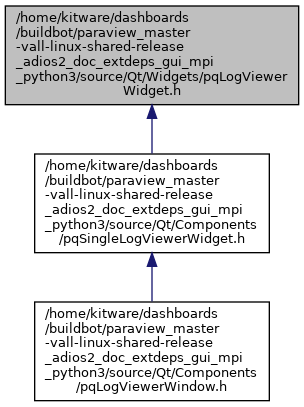 /home/kitware/dashboards
/buildbot/paraview_master
-vall-linux-shared-release
_adios2_doc_extdeps_gui_mpi
_python3/source/Qt/Widgets/pqLogViewer
Widget.h
/home/kitware/dashboards
/buildbot/paraview_master
-vall-linux-shared-release
_adios2_doc_extdeps_gui_mpi
_python3/source/Qt/Components
/pqSingleLogViewerWidget.h
/home/kitware/dashboards
/buildbot/paraview_master
-vall-linux-shared-release
_adios2_doc_extdeps_gui_mpi
_python3/source/Qt/Components
/pqLogViewerWindow.h